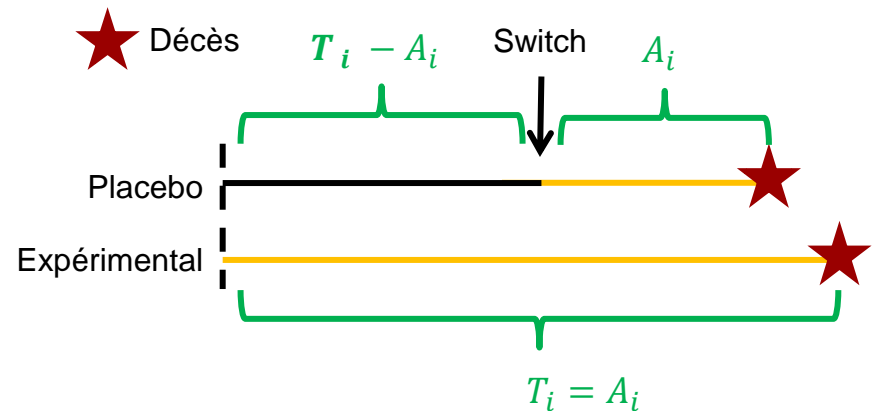 Décès
T_i − A_i
Switch
A_i
Placebo
Expérimental
T_i = A_i